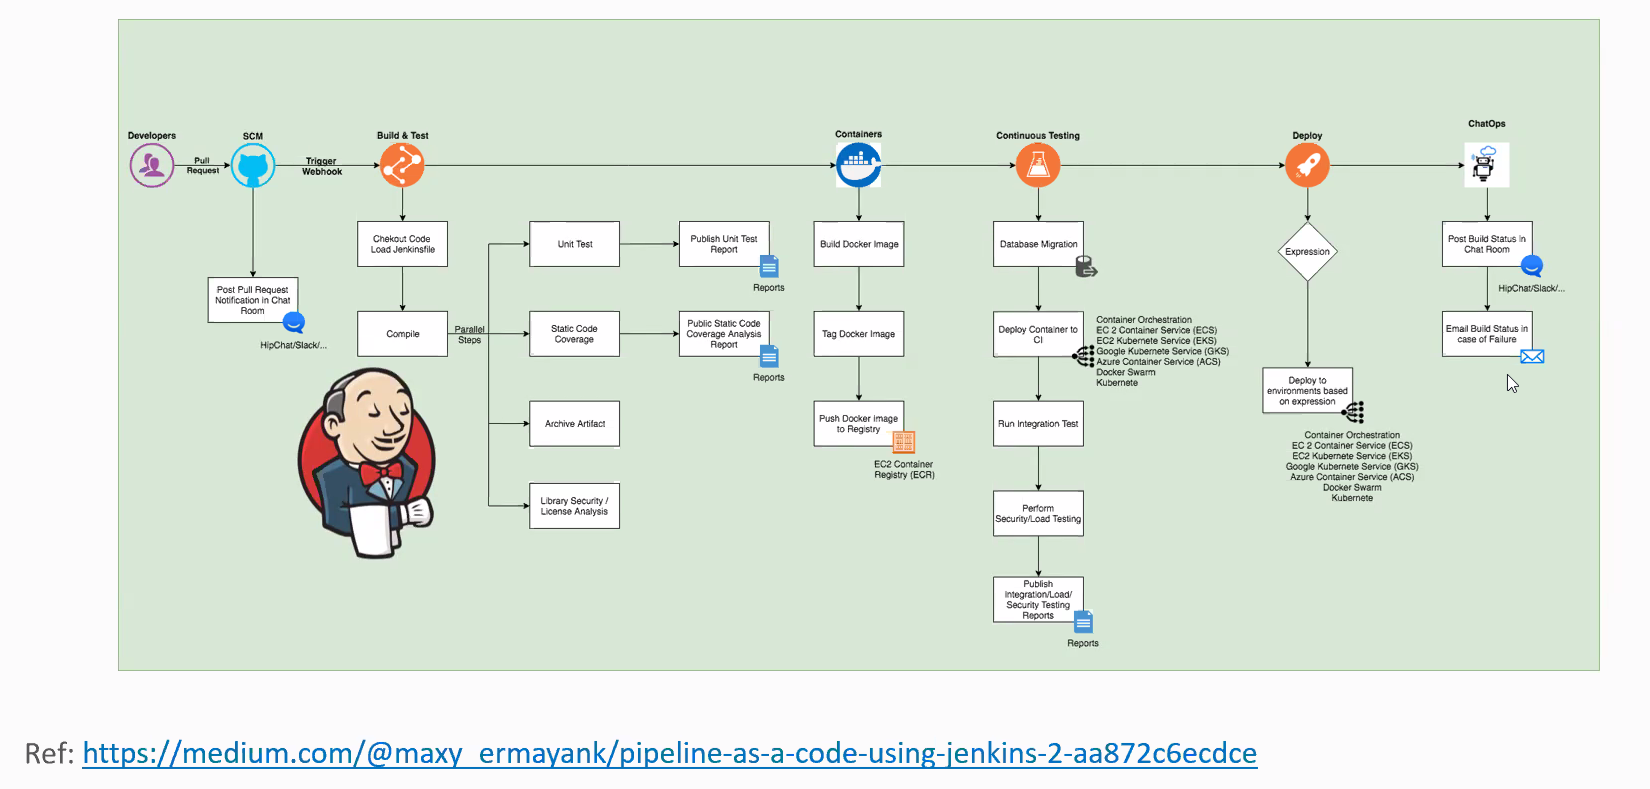 Developers
Pull
Request
SCM
Trigger
Webhook
Build & Test
Containers
Continuous Testing
Deploy
ChatOps
Post Pull Request
Notification in Chat
Room
HipChat/Slack/...
Chekout Code
Load Jenkinsfile
Compile
Parallel
Steps
Unit Test
Publish Unit Test
Report
Reports
Static Code
Coverage
Public Static Code
Coverage Analysis
Report
Reports
Archive Artifact
Library Security /
License Analysis
Build Docker Image
Tag Docker Image
Push Docker image
to Registry
EC2 Container
Registry (ECR)
Database Migration
Deploy Container to
CI
Container Orchestration
EC 2 Container Service (ECS)
EC2 Kubernete Service (EKS)
Google Kubernete Service (GKS)
Azure Container Service (ACS)
Docker Swarm
Kubernete
Run Integration Test
Perform
Security/Load Testing
Publish
Integration/Load/
Security Testing
Reports
Reports
Expression
Deploy to
environments based
on expression
Container Orchestration
EC 2 Container Service (ECS)
EC2 Kubernete Service (EKS)
Google Kubernete Service (GKS)
Azure Container Service (ACS)
Docker Swarm
Kubernete
Post Build Status in
Chat Room
HipChat/Slack/...
Email Build Status in
case of Failure
Ref: https://medium.com/@maxy_ermayank/pipeline-as-a-code-using-jenkins-2-aa872c6ecdce